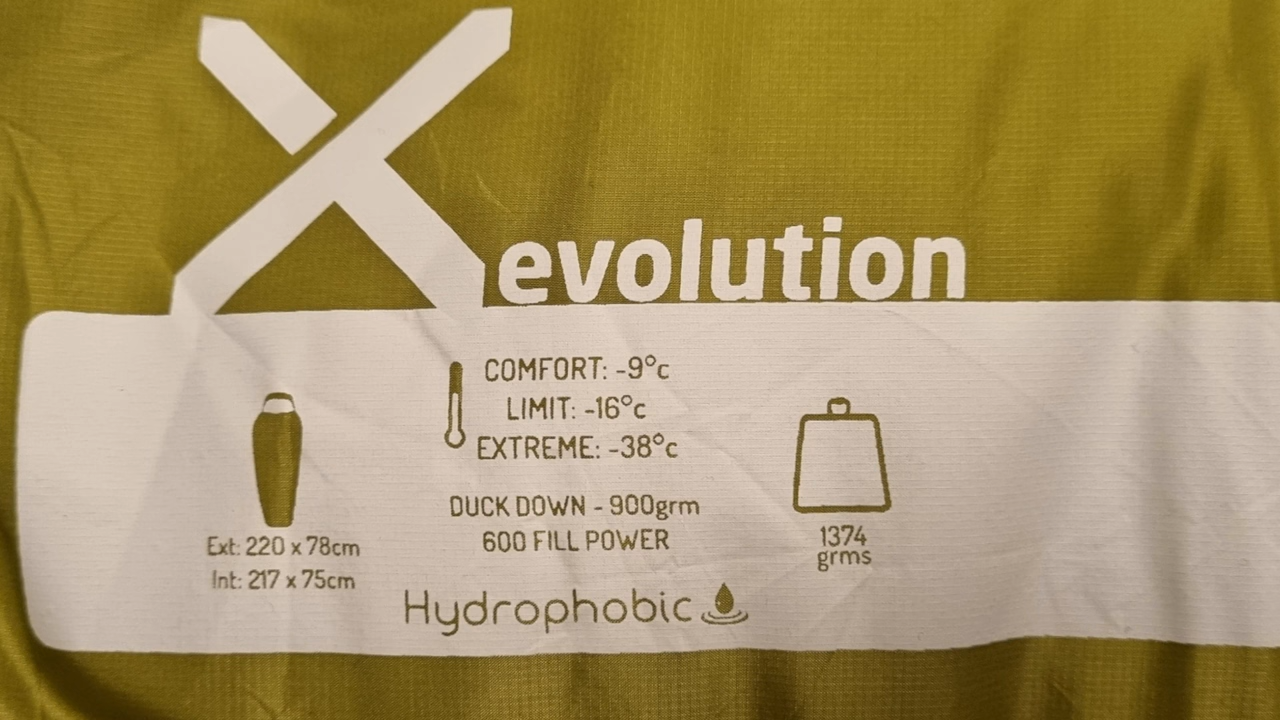 X evolution
COMFORT: -9°c
LIMIT: -16°c
EXTREME: -38°c
DUCK DOWN - 900grm
600 FILL POWER
Hydrophobic
Ext: 220 x 78cm
Int: 217 x 75cm
1374
grms